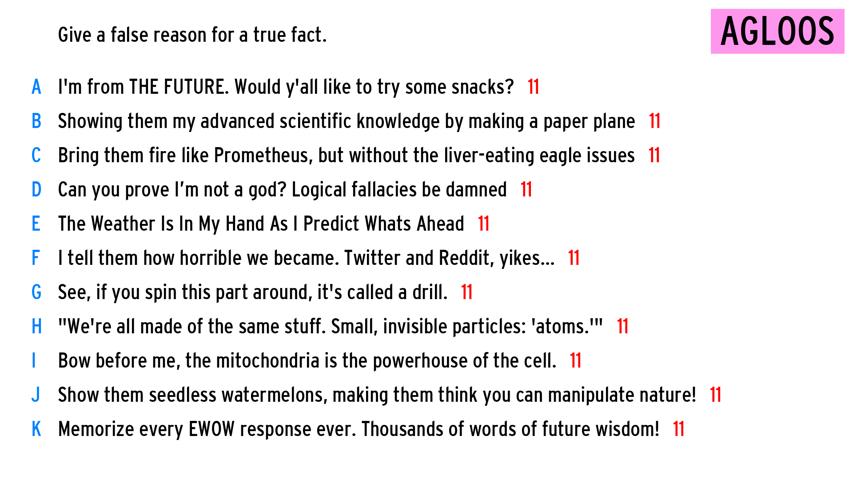 Give a false reason for a true fact.
AGLOOS
A I'm from THE FUTURE. Would y'all like to try some snacks? 11
B Showing them my advanced scientific knowledge by making a paper plane 11
C Bring them fire like Prometheus, but without the liver-eating eagle issues 11
D Can you prove I'm not a god? Logical fallacies be damned 11
E The Weather Is In My Hand As I Predict Whats Ahead 11
F I tell them how horrible we became. Twitter and Reddit, yikes... 11
G See, if you spin this part around, it's called a drill. 11
H "We're all made of the same stuff. Small, invisible particles: 'atoms.'" 11
I Bow before me, the mitochondria is the powerhouse of the cell. 11
J Show them seedless watermelons, making them think you can manipulate nature! 11
K Memorize every EWOW response ever. Thousands of words of future wisdom! 11